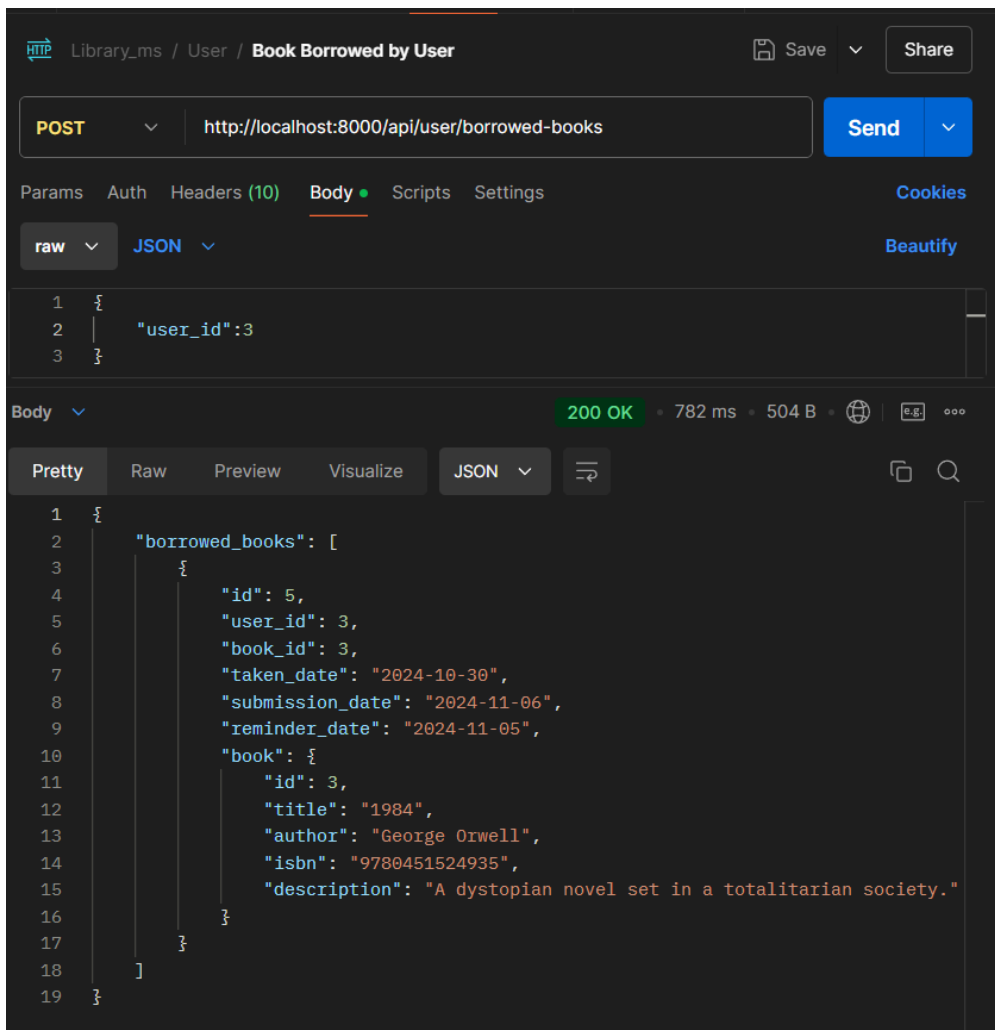 HTTP Library_ms / User / Book Borrowed by User Save Share
POST http://localhost:8000/api/user/borrowed-books Send
Params Auth Headers (10) Body Scripts Settings Cookies
raw JSON Beautify
1 {
2 "user_id":3
3 }
Body 200 OK 782 ms 504 B e.g.
Pretty Raw Preview Visualize JSON
1 {
2 "borrowed_books": [
3 {
4 "id": 5,
5 "user_id": 3,
6 "book_id": 3,
7 "taken_date": "2024-10-30",
8 "submission_date": "2024-11-06",
9 "reminder_date": "2024-11-05",
10 "book": {
11 "id": 3,
12 "title": "1984",
13 "author": "George Orwell",
14 "isbn": "9780451524935",
15 "description": "A dystopian novel set in a totalitarian society."
16 }
17 }
18 ]
19 }